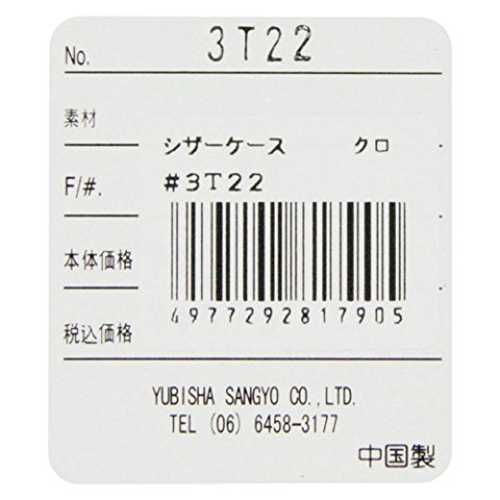 No. 3T22
素材
シザーケース クロ
F/#. #3T22
本体価格
4977292817905
税込価格
YUBISHA SANGYO CO.,LTD.
TEL (06) 6458-3177
中国製